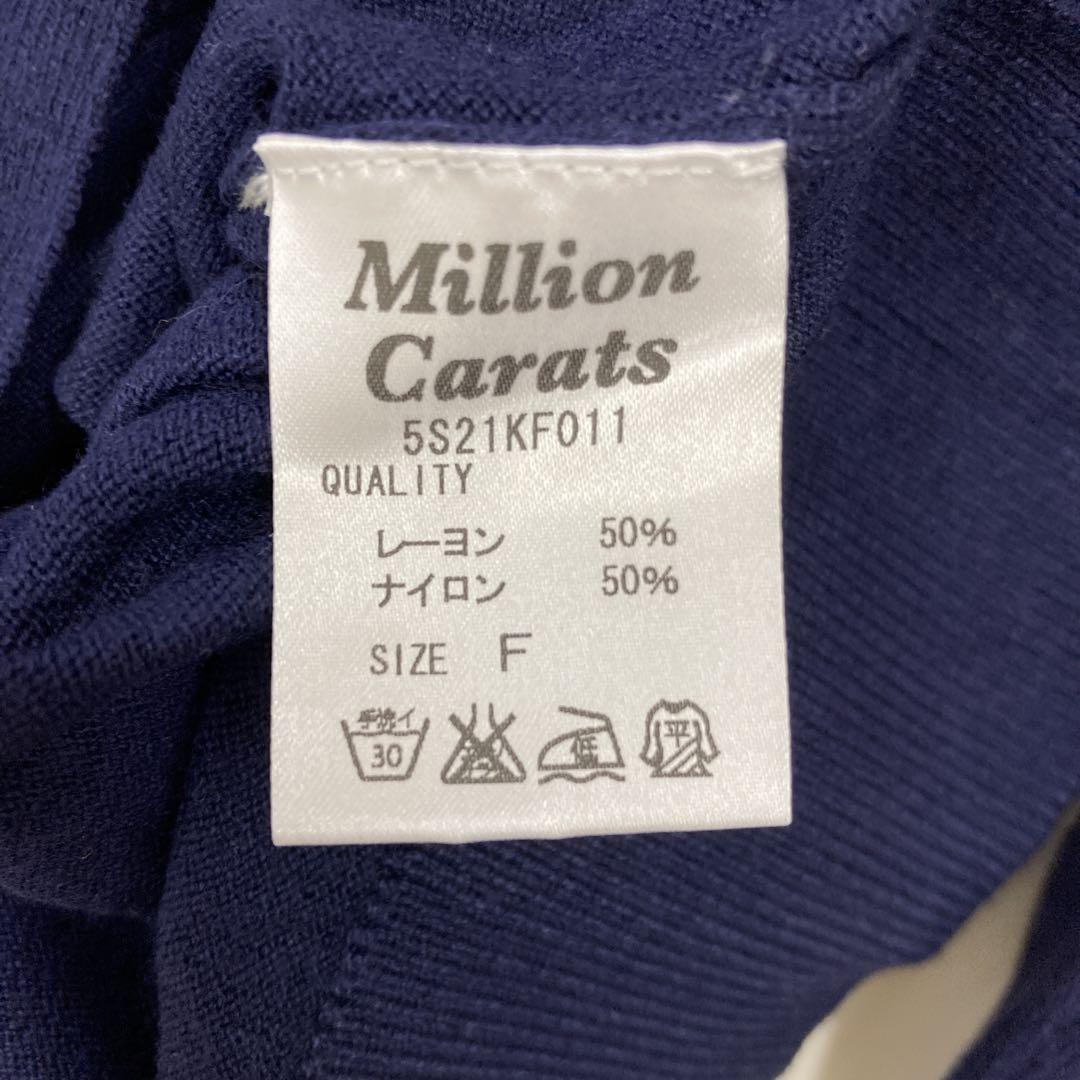 Million
Carats
5S21KF011
QUALITY
レーヨン 50%
ナイロン 50%
SIZE F
手洗イ
30 低 平